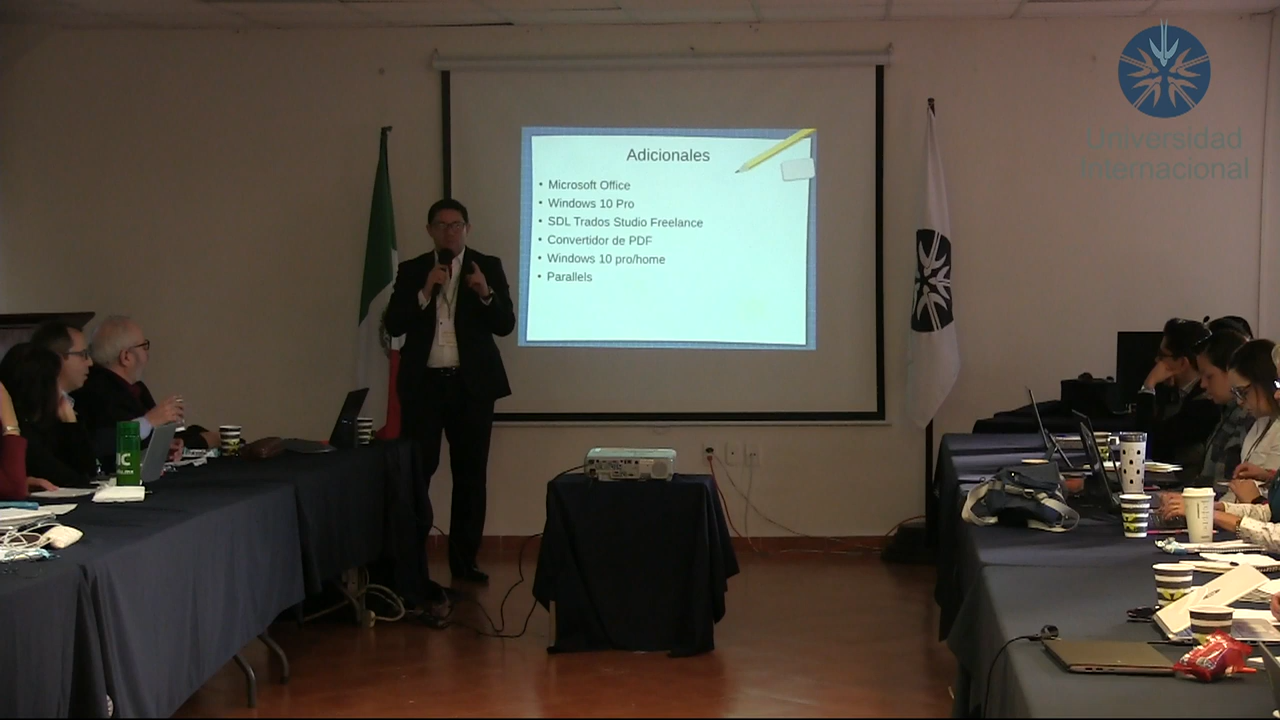 Universidad
Internacional
Adicionales
• Microsoft Office
• Windows 10 Pro
• SDL Trados Studio Freelance
• Convertidor de PDF
• Windows 10 pro/home
• Parallels